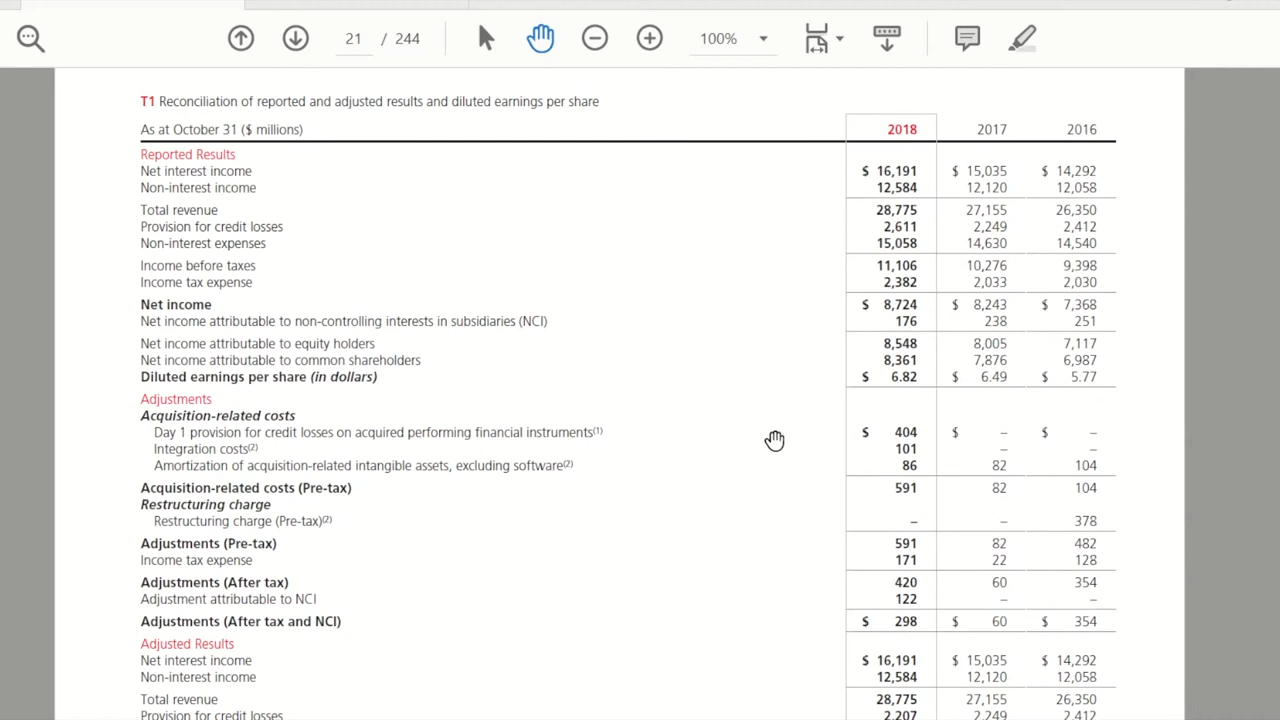 21 / 244 100%
T1 Reconciliation of reported and adjusted results and diluted earnings per share
As at October 31 ($ millions) 2018 2017 2016
Reported Results
Net interest income $ 16,191 $ 15,035 $ 14,292
Non-interest income 12,584 12,120 12,058
Total revenue 28,775 27,155 26,350
Provision for credit losses 2,611 2,249 2,412
Non-interest expenses 15,058 14,630 14,540
Income before taxes 11,106 10,276 9,398
Income tax expense 2,382 2,033 2,030
Net income $ 8,724 $ 8,243 $ 7,368
Net income attributable to non-controlling interests in subsidiaries (NCI) 176 238 251
Net income attributable to equity holders 8,548 8,005 7,117
Net income attributable to common shareholders 8,361 7,876 6,987
Diluted earnings per share (in dollars) $ 6.82 $ 6.49 $ 5.77
Adjustments
Acquisition-related costs
Day 1 provision for credit losses on acquired performing financial instruments(1) $ 404 $ – $ –
Integration costs(2) 101 – –
Amortization of acquisition-related intangible assets, excluding software(2) 86 82 104
Acquisition-related costs (Pre-tax) 591 82 104
Restructuring charge
Restructuring charge (Pre-tax)(2) – – 378
Adjustments (Pre-tax) 591 82 482
Income tax expense 171 22 128
Adjustments (After tax) 420 60 354
Adjustment attributable to NCI 122 – –
Adjustments (After tax and NCI) $ 298 $ 60 $ 354
Adjusted Results
Net interest income $ 16,191 $ 15,035 $ 14,292
Non-interest income 12,584 12,120 12,058
Total revenue 28,775 27,155 26,350
Provision for credit losses 2,207 2,249 2,412